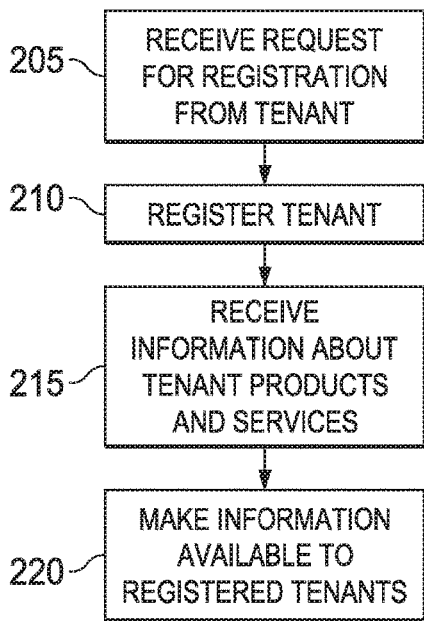 205
RECEIVE REQUEST
FOR REGISTRATION
FROM TENANT
210
REGISTER TENANT
215
RECEIVE
INFORMATION ABOUT
TENANT PRODUCTS
AND SERVICES
220
MAKE INFORMATION
AVAILABLE TO
REGISTERED TENANTS